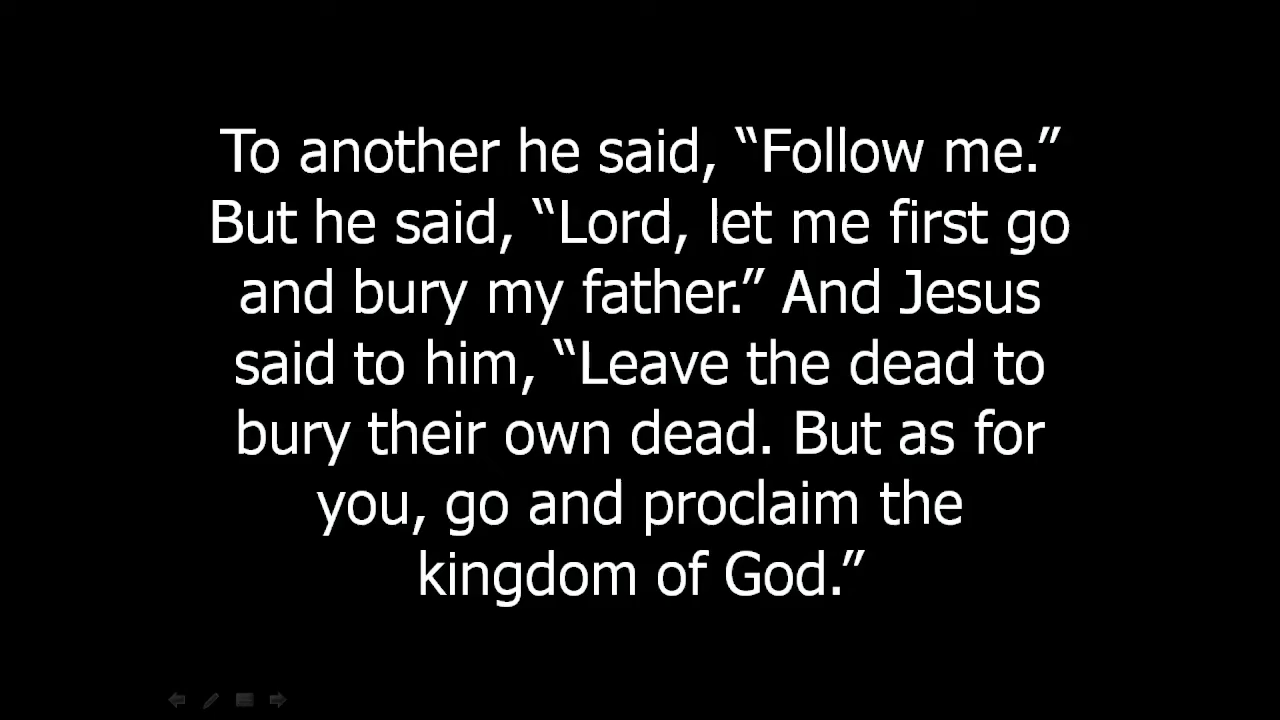 To another he said, “Follow me.”
But he said, “Lord, let me first go
and bury my father.” And Jesus
said to him, “Leave the dead to
bury their own dead. But as for
you, go and proclaim the
kingdom of God.”